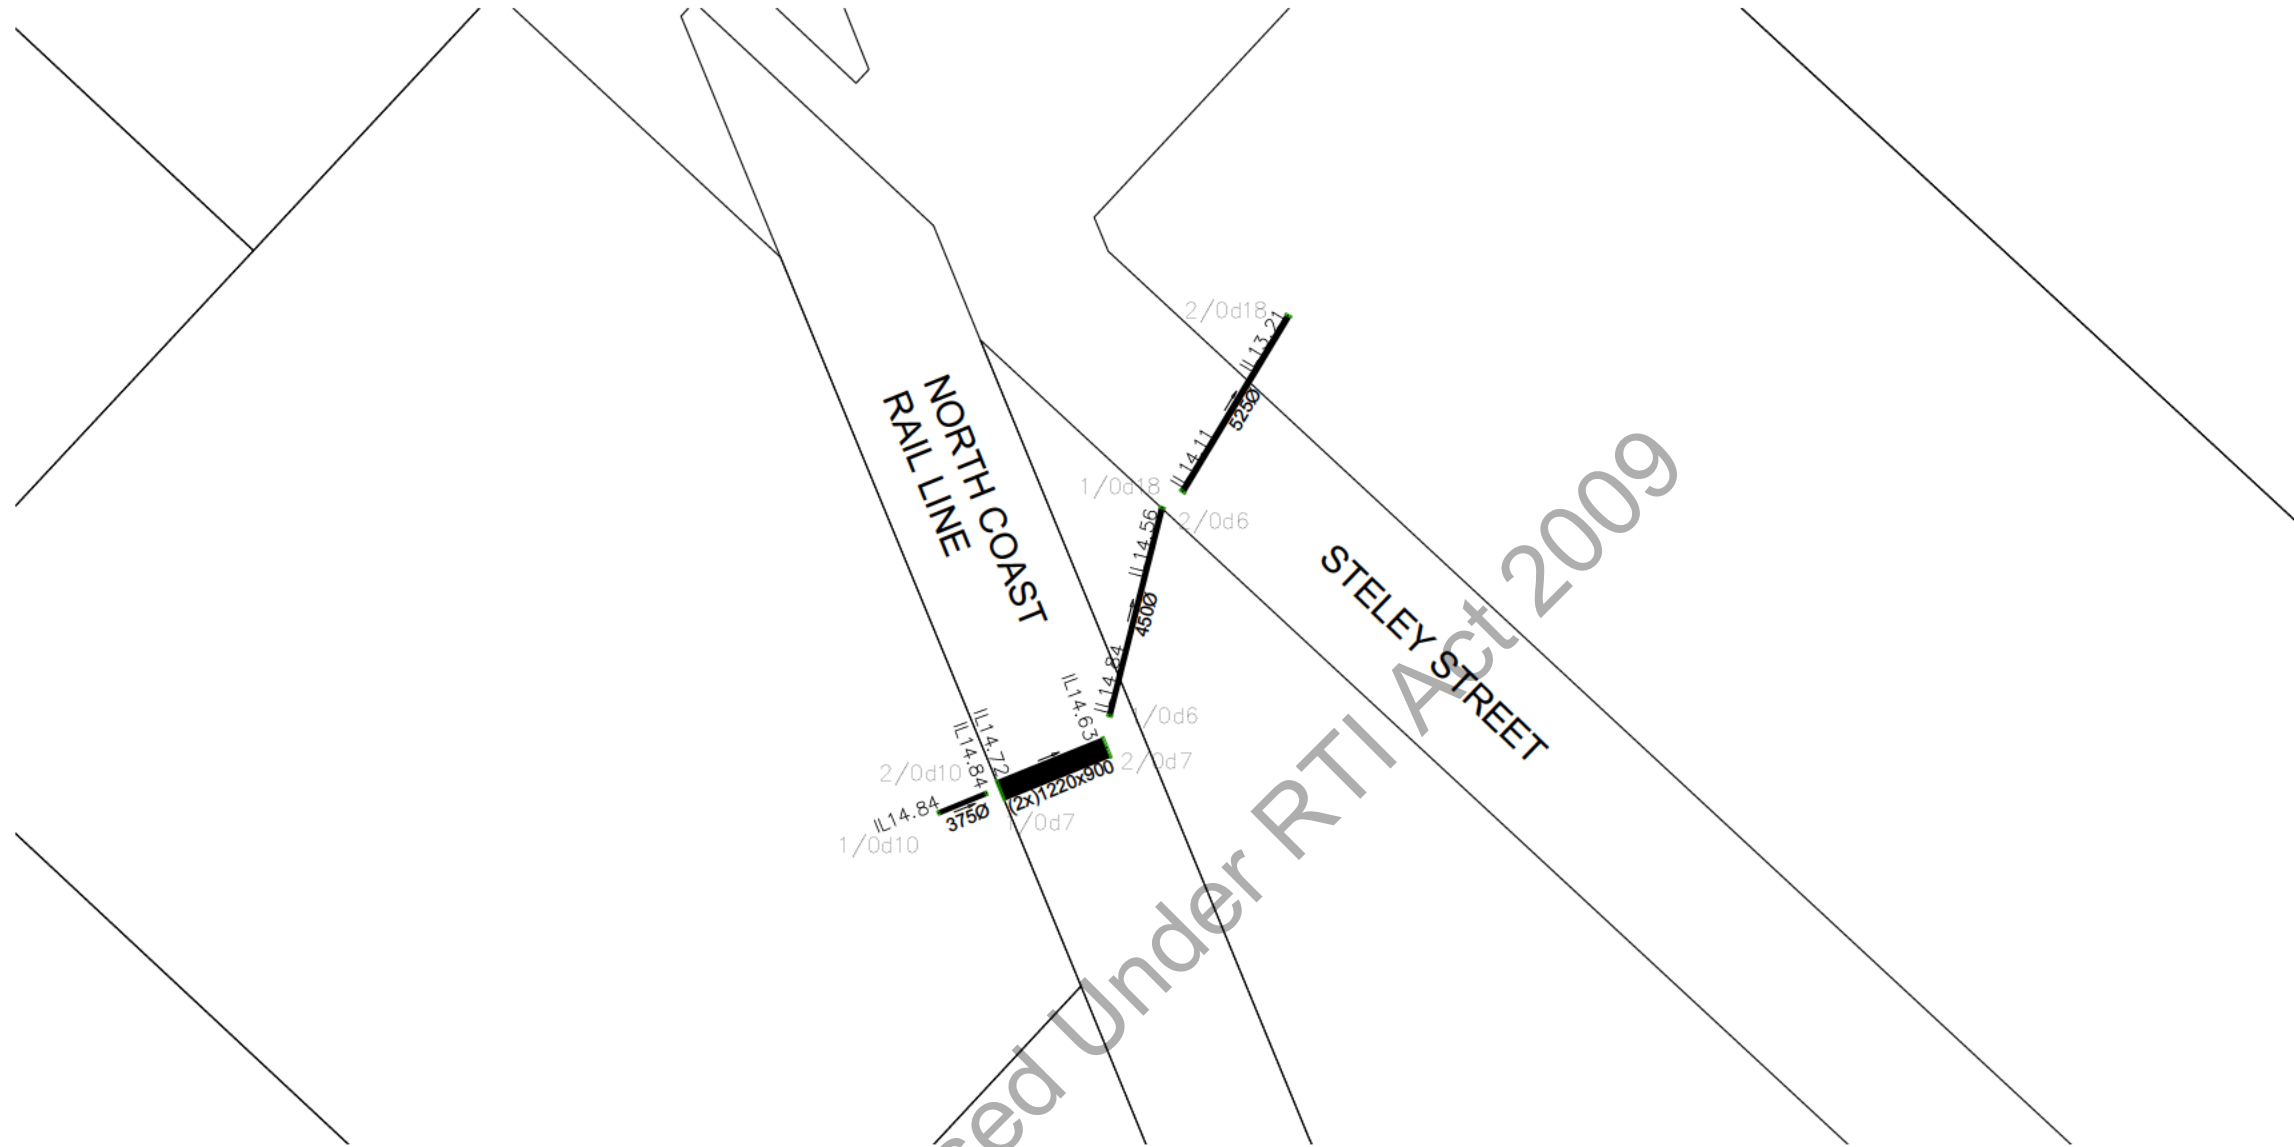 2/0d18
IL13.21
525Ø
IL14.11
1/0d18
2/0d6
IL14.56
450Ø
IL14.84
1/0d6
NORTH COAST
RAIL LINE
STELEY STREET
IL14.63
2/0d7
(2x)1220x900
1/0d7
IL14.72
IL14.84
2/0d10
IL14.84
375Ø
1/0d10
sed Under RTI Act 2009